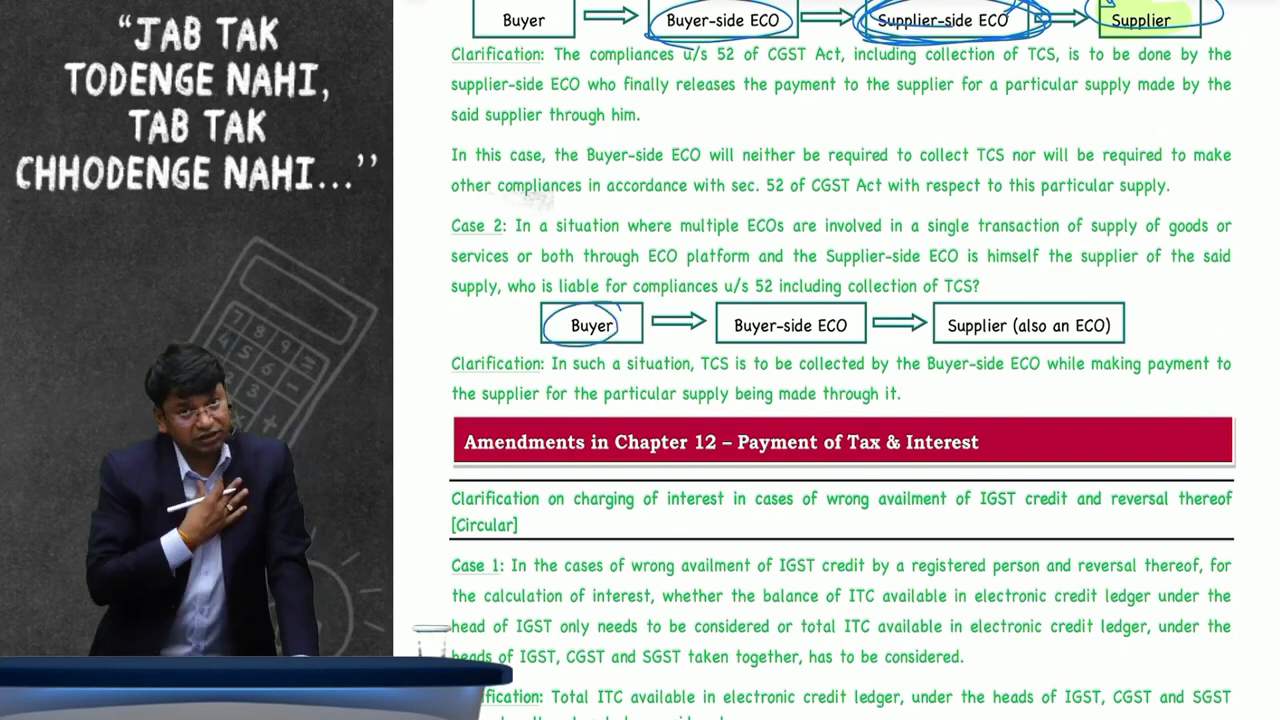 “JAB TAK
TODENGE NAHI,
TAB TAK
CHHODENGE NAHI...’’
Buyer
Buyer-side ECO
Supplier-side ECO
Supplier
Clarification: The compliances u/s 52 of CGST Act, including collection of TCS, is to be done by the
supplier-side ECO who finally releases the payment to the supplier for a particular supply made by the
said supplier through him.
In this case, the Buyer-side ECO will neither be required to collect TCS nor will be required to make
other compliances in accordance with sec. 52 of CGST Act with respect to this particular supply.
Case 2: In a situation where multiple ECOs are involved in a single transaction of supply of goods or
services or both through ECO platform and the Supplier-side ECO is himself the supplier of the said
supply, who is liable for compliances u/s 52 including collection of TCS?
Buyer
Buyer-side ECO
Supplier (also an ECO)
Clarification: In such a situation, TCS is to be collected by the Buyer-side ECO while making payment to
the supplier for the particular supply being made through it.
Amendments in Chapter 12 – Payment of Tax & Interest
Clarification on charging of interest in cases of wrong availment of IGST credit and reversal thereof
[Circular]
Case 1: In the cases of wrong availment of IGST credit by a registered person and reversal thereof, for
the calculation of interest, whether the balance of ITC available in electronic credit ledger under the
head of IGST only needs to be considered or total ITC available in electronic credit ledger, under the
heads of IGST, CGST and SGST taken together, has to be considered.
ification: Total ITC available in electronic credit ledger, under the heads of IGST, CGST and SGST